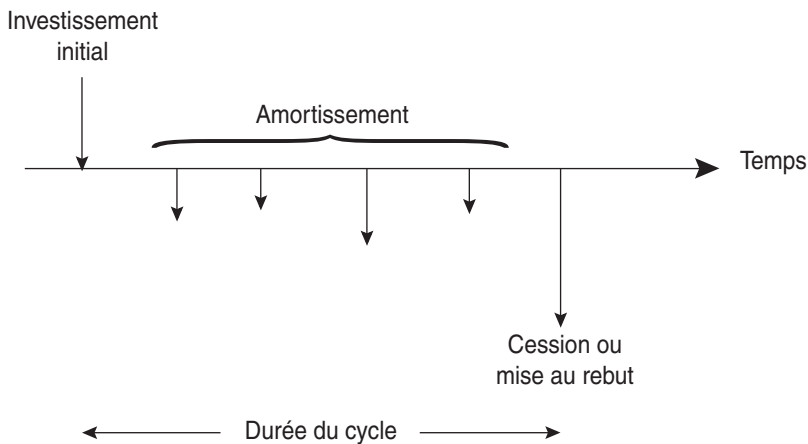 Investissement
initial
Amortissement
Temps
Cession ou
mise au rebut
Durée du cycle